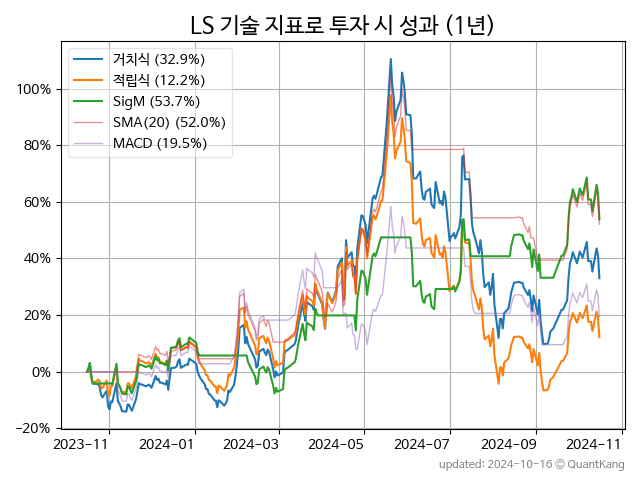 LS 기술 지표로 투자 시 성과 (1년)
거치식 (32.9%)
적립식 (12.2%)
SigM (53.7%)
SMA(20) (52.0%)
MACD (19.5%)
100%
80%
60%
40%
20%
0%
−20%
2023-11 2024-01 2024-03 2024-05 2024-07 2024-09 2024-11
updated: 2024-10-16 © QuantKang